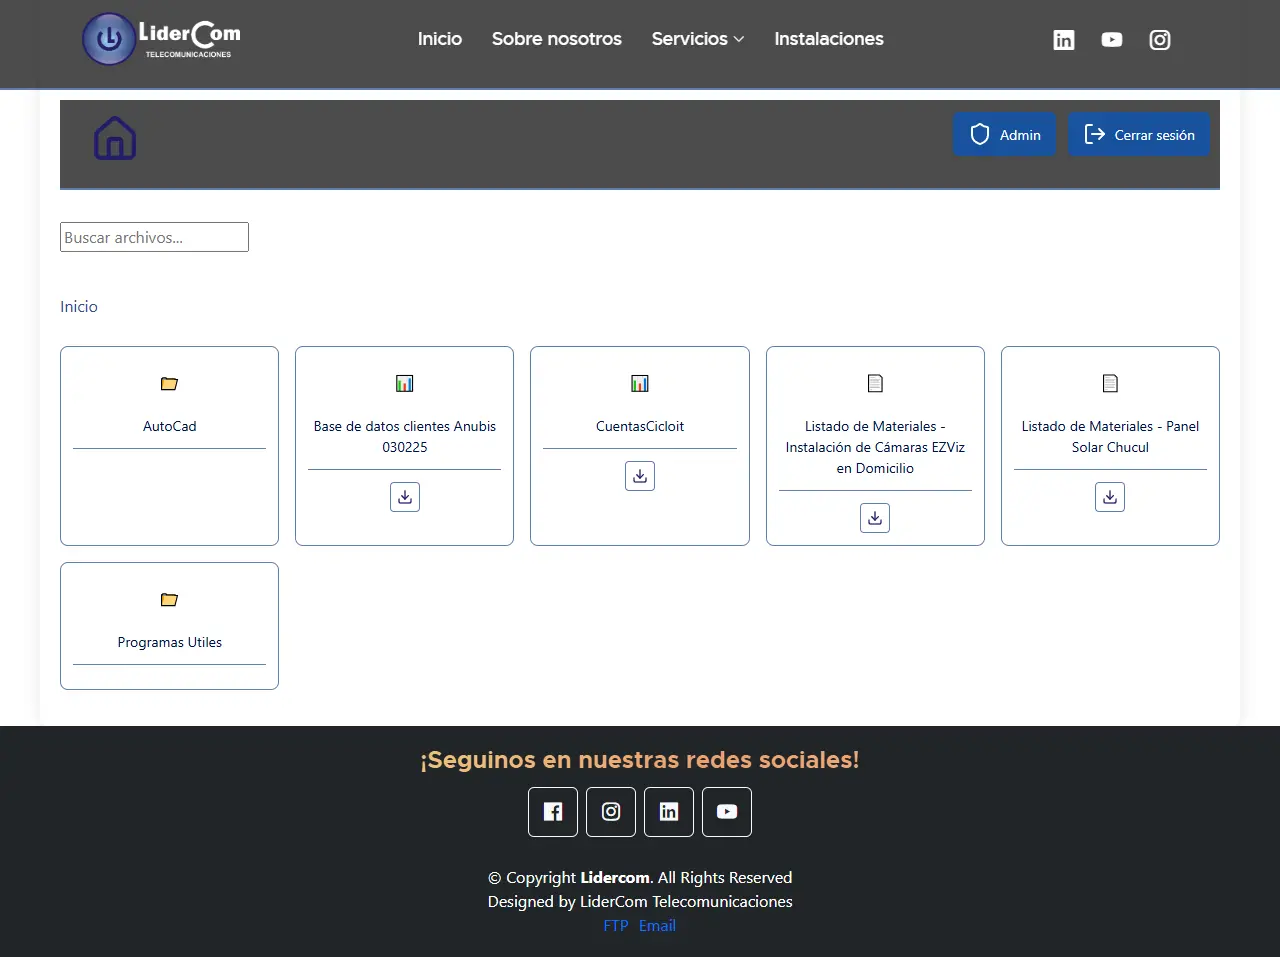 LiderCom
TELECOMUNICACIONES
Inicio
Sobre nosotros
Servicios
Instalaciones
Admin
Cerrar sesión
Buscar archivos...
Inicio
AutoCad
Base de datos clientes Anubis
030225
CuentasCicloit
Listado de Materiales -
Instalación de Cámaras EZViz
en Domicilio
Listado de Materiales - Panel
Solar Chucul
Programas Utiles
¡Seguinos en nuestras redes sociales!
© Copyright Lidercom. All Rights Reserved
Designed by LiderCom Telecomunicaciones
FTP Email